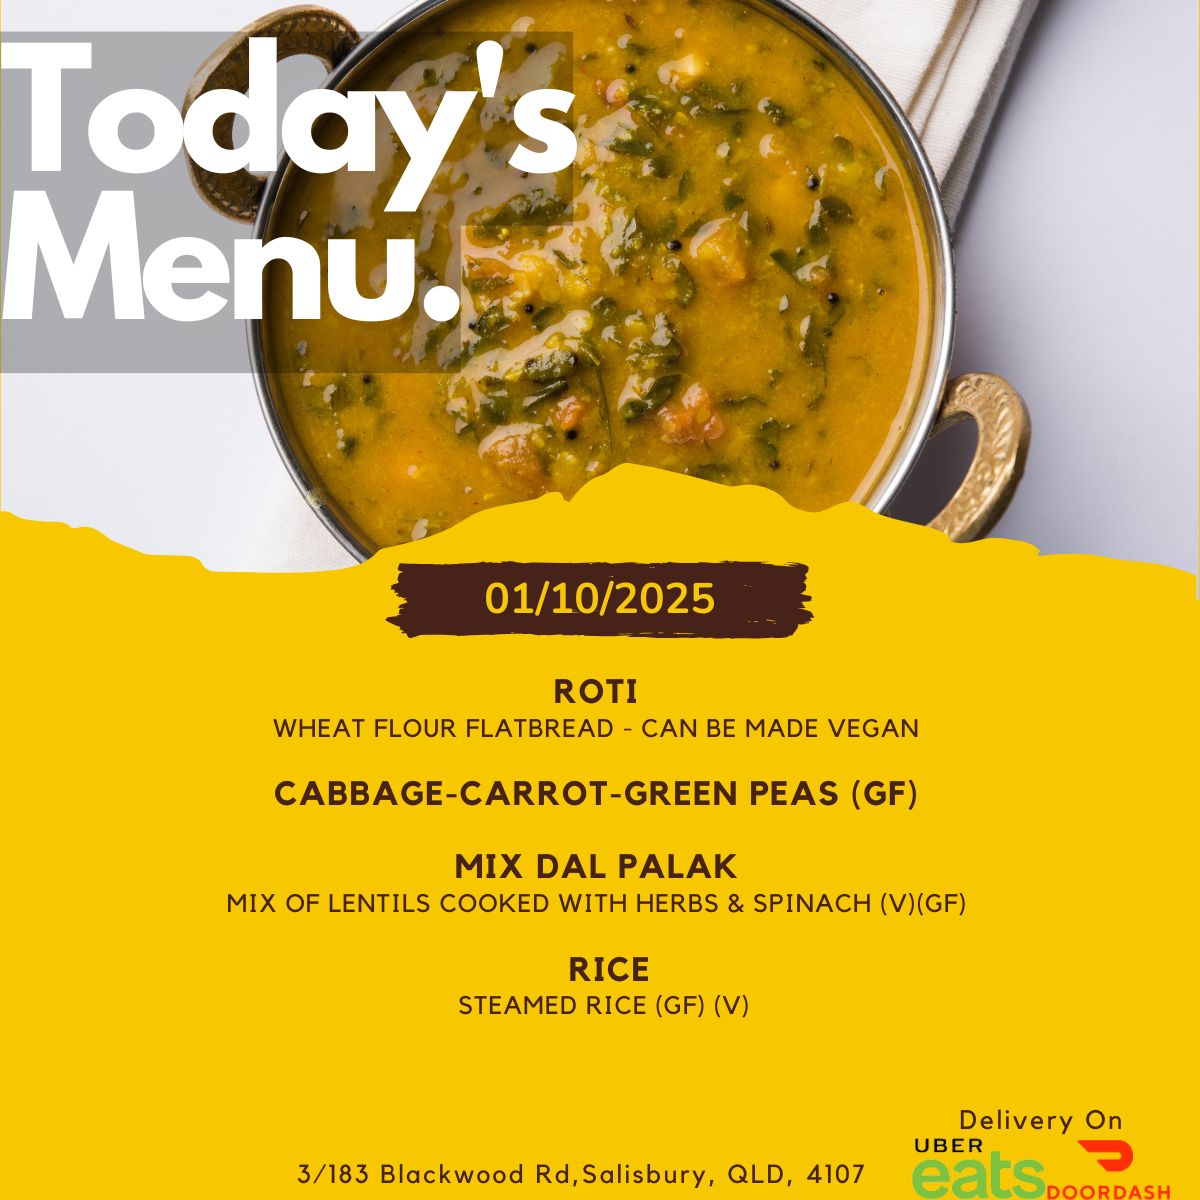 Today's
Menu.
01/10/2025
ROTI
WHEAT FLOUR FLATBREAD - CAN BE MADE VEGAN
CABBAGE-CARROT-GREEN PEAS (GF)
MIX DAL PALAK
MIX OF LENTILS COOKED WITH HERBS & SPINACH (V)(GF)
RICE
STEAMED RICE (GF) (V)
Delivery On
UBER
eats
DOORDASH
3/183 Blackwood Rd,Salisbury, QLD, 4107